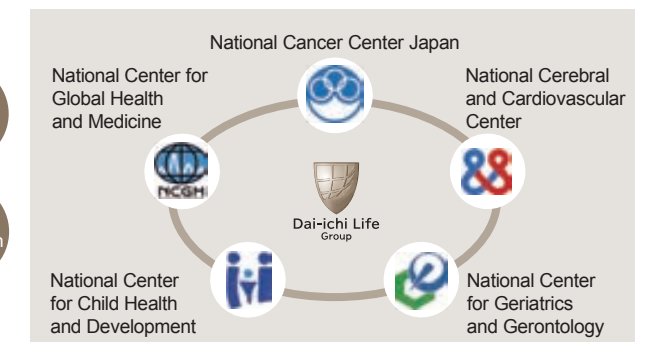 National Cancer Center Japan
National Center for
Global Health
and Medicine
National Cerebral
and Cardiovascular
Center
NCGM
Dai-ichi Life
Group
National Center
for Child Health
and Development
National Center
for Geriatrics
and Gerontology